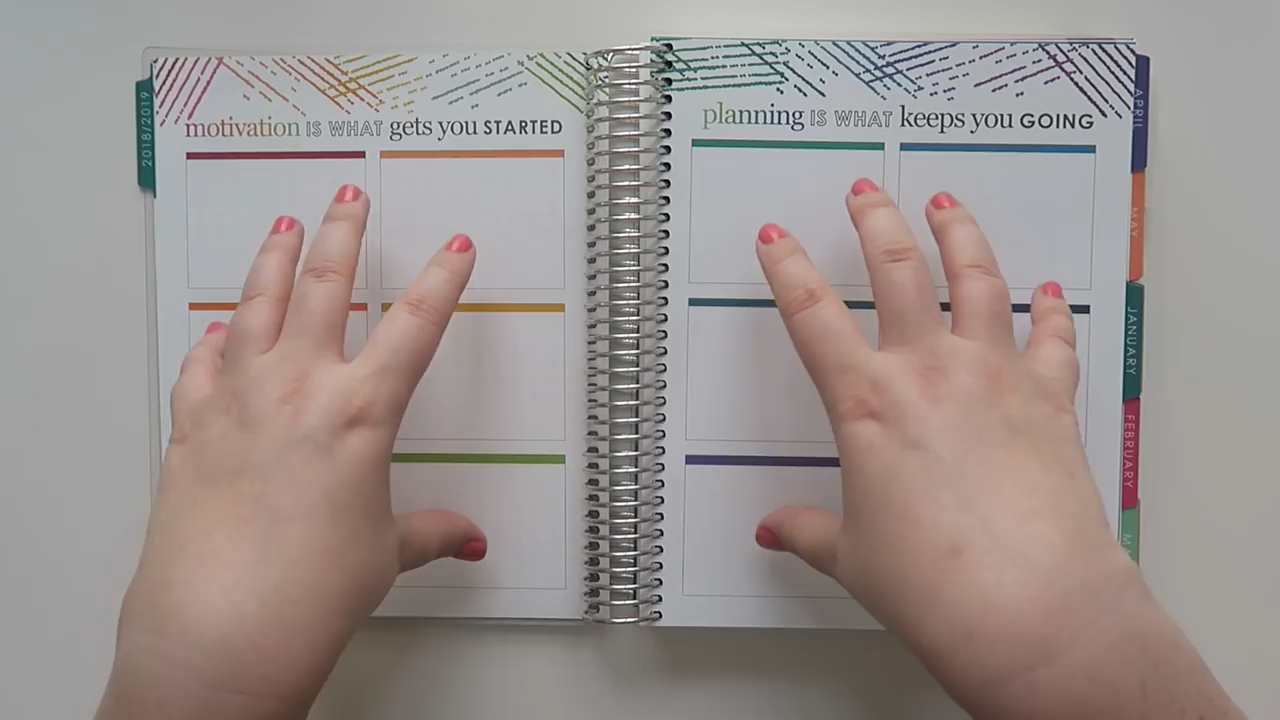 2018/2019
motivation IS WHAT gets you STARTED
planning IS WHAT keeps you GOING
APRIL
MAY
JANUARY
FEBRUARY